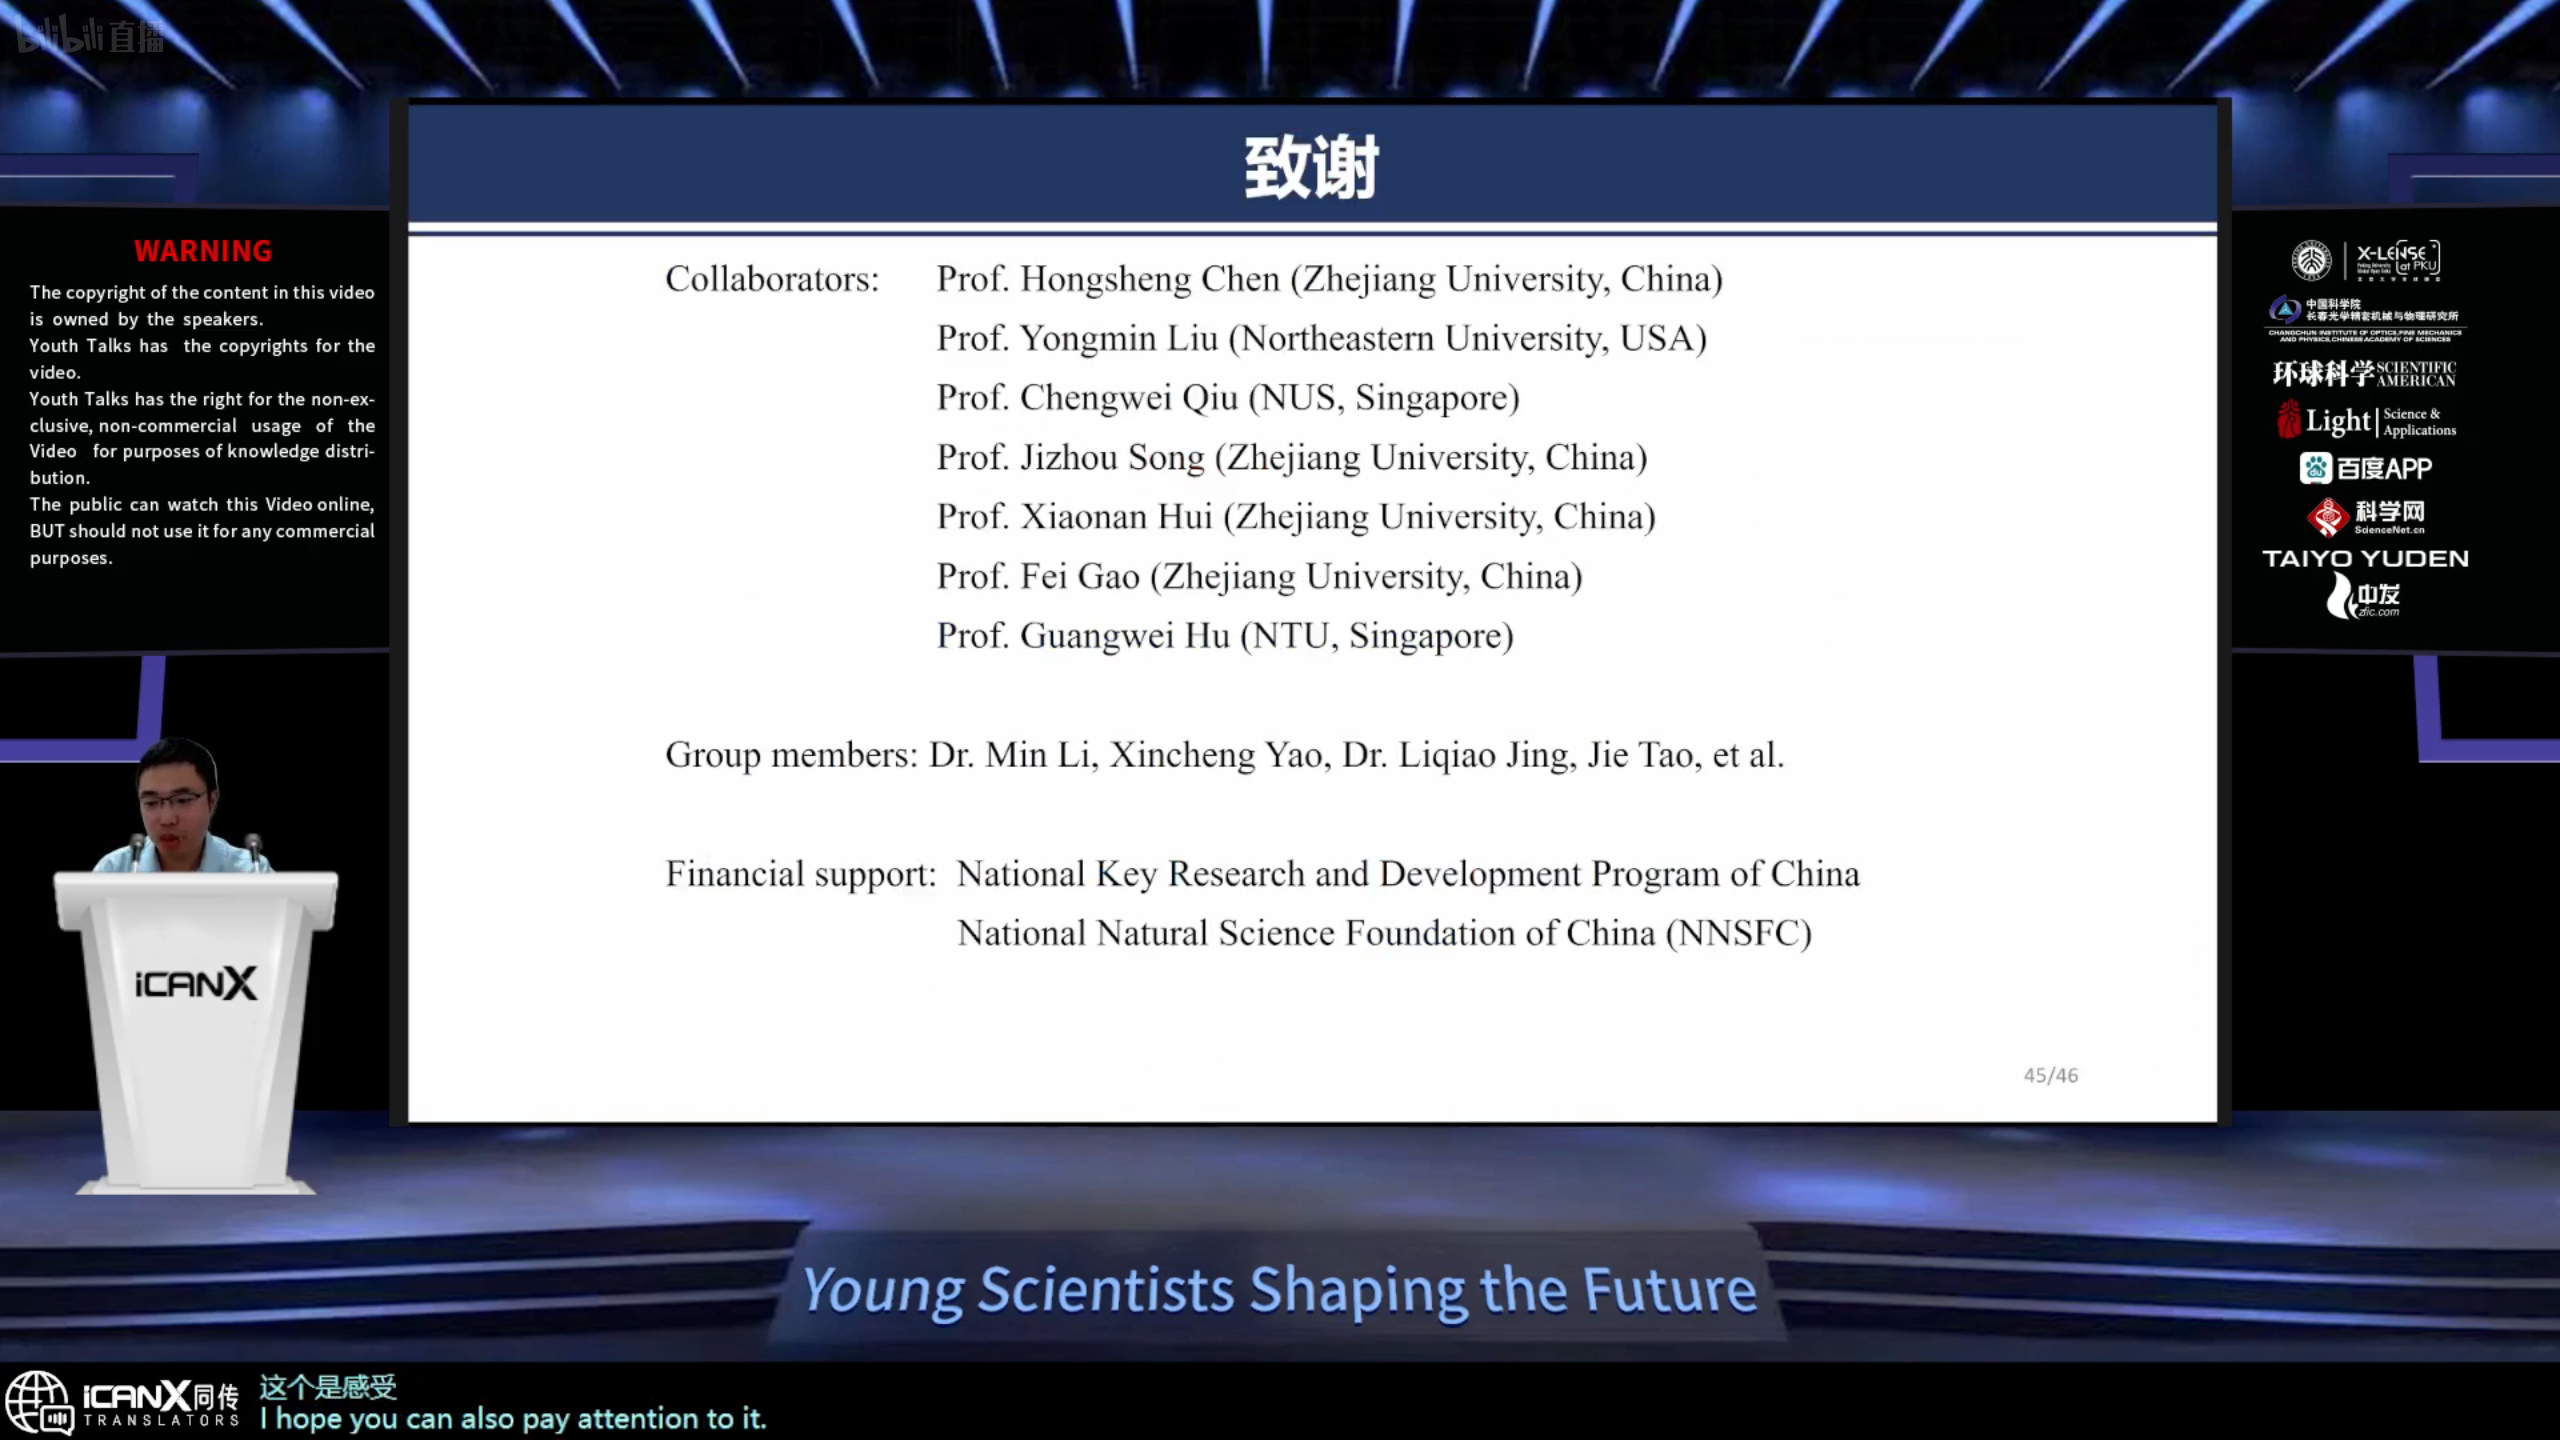 bilibili直播
致谢
Collaborators: Prof. Hongsheng Chen (Zhejiang University, China)
Prof. Yongmin Liu (Northeastern University, USA)
Prof. Chengwei Qiu (NUS, Singapore)
Prof. Jizhou Song (Zhejiang University, China)
Prof. Xiaonan Hui (Zhejiang University, China)
Prof. Fei Gao (Zhejiang University, China)
Prof. Guangwei Hu (NTU, Singapore)
Group members: Dr. Min Li, Xincheng Yao, Dr. Liqiao Jing, Jie Tao, et al.
Financial support: National Key Research and Development Program of China
National Natural Science Foundation of China (NNSFC)
45/46
WARNING
The copyright of the content in this video
is owned by the speakers.
Youth Talks has the copyrights for the
video.
Youth Talks has the right for the non-ex-
clusive, non-commercial usage of the
Video for purposes of knowledge distri-
bution.
The public can watch this Video online,
BUT should not use it for any commercial
purposes.
X-LENSE
at PKU
中国科学院
长春光学精密机械与物理研究所
CHANGCHUN INSTITUTE OF OPTICS,FINE MECHANICS
AND PHYSICS,CHINESE ACADEMY OF SCIENCES
环球科学 SCIENTIFIC
AMERICAN
Light Science &
Applications
du 百度APP
科学网
ScienceNet.cn
TAIYO YUDEN
中发
zfic.com
iCANX
Young Scientists Shaping the Future
iCANX同传
TRANSLATORS
这个是感受
I hope you can also pay attention to it.